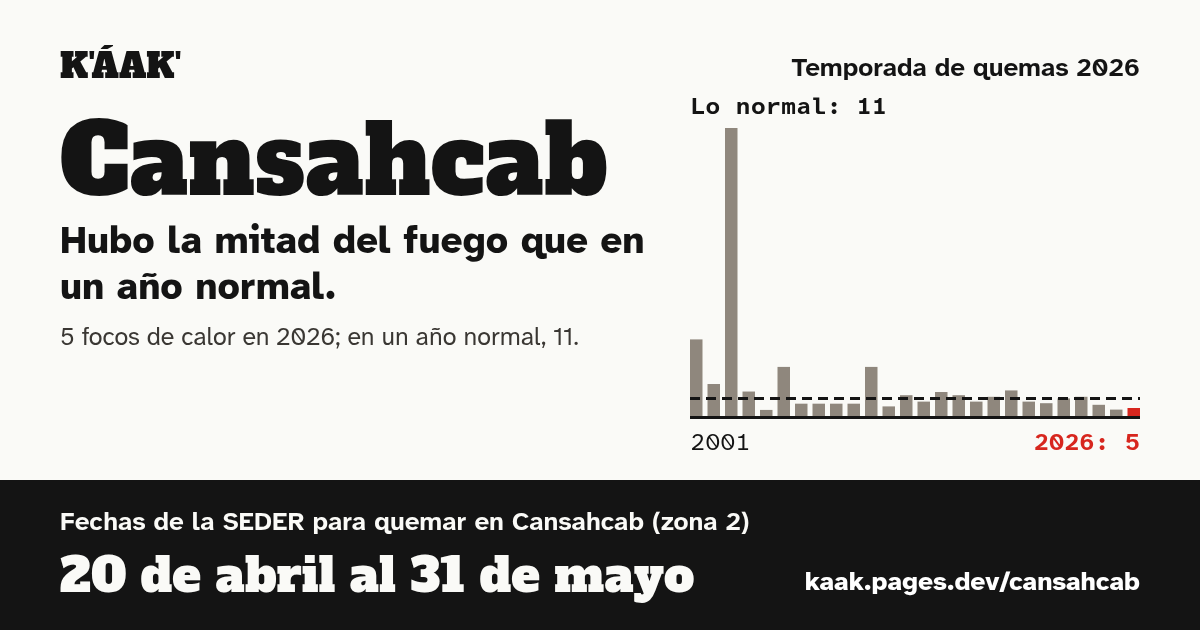 K'ÁAK'
Cansahcab
Hubo la mitad del fuego que en
un año normal.
5 focos de calor en 2026; en un año normal, 11.
Temporada de quemas 2026
Lo normal: 11
2001
2026: 5
Fechas de la SEDER para quemar en Cansahcab (zona 2)
20 de abril al 31 de mayo
kaak.pages.dev/cansahcab